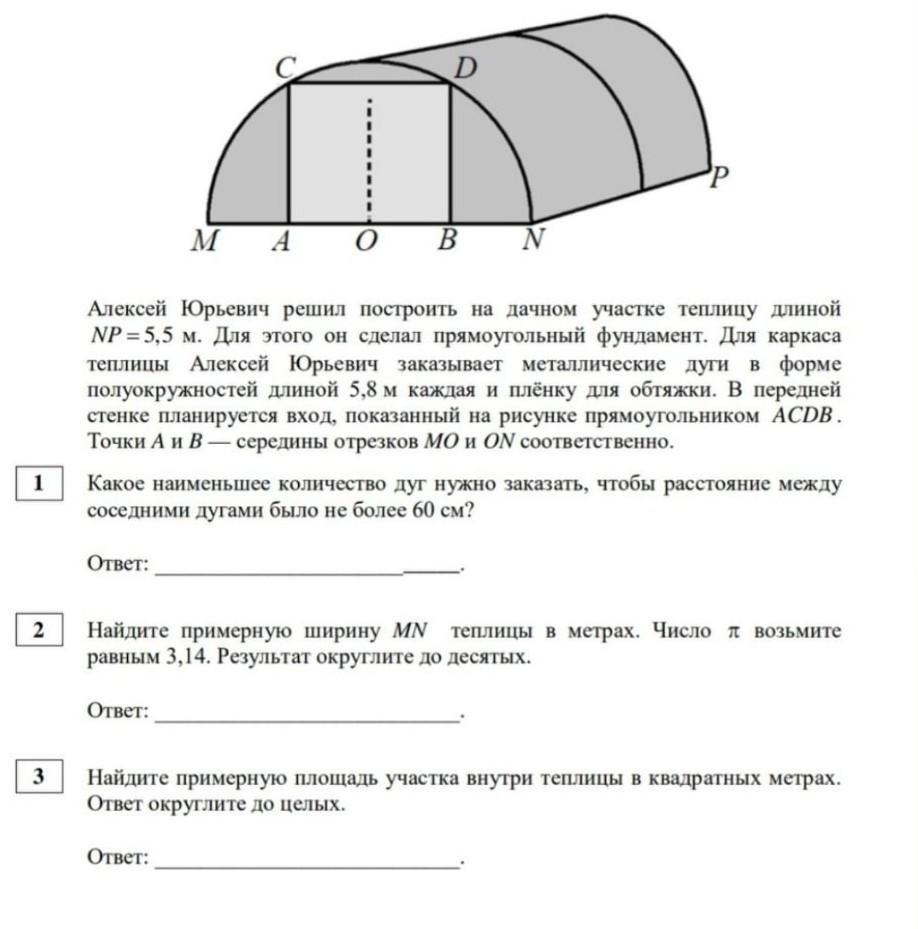 C D
P
M A O B N
Алексей Юрьевич решил построить на дачном участке теплицу длиной
NP = 5,5 м. Для этого он сделал прямоугольный фундамент. Для каркаса
теплицы Алексей Юрьевич заказывает металлические дуги в форме
полуокружностей длиной 5,8 м каждая и плёнку для обтяжки. В передней
стенке планируется вход, показанный на рисунке прямоугольником ACDB.
Точки A и B — середины отрезков MO и ON соответственно.
1 Какое наименьшее количество дуг нужно заказать, чтобы расстояние между
соседними дугами было не более 60 см?
Ответ: ____________________________.
2 Найдите примерную ширину MN теплицы в метрах. Число π возьмите
равным 3,14. Результат округлите до десятых.
Ответ: ____________________________.
3 Найдите примерную площадь участка внутри теплицы в квадратных метрах.
Ответ округлите до целых.
Ответ: ____________________________.